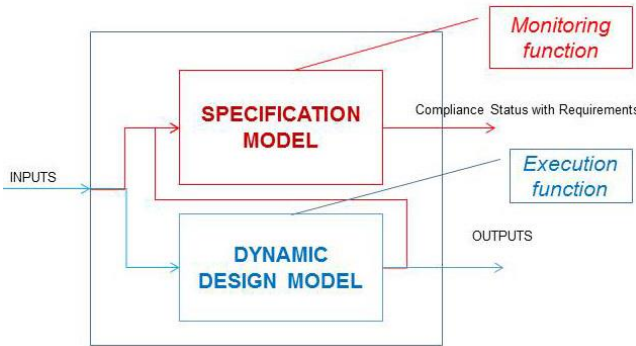 Monitoring
function
SPECIFICATION
MODEL
Compliance Status with Requirements
Execution
function
INPUTS
DYNAMIC
DESIGN MODEL
OUTPUTS